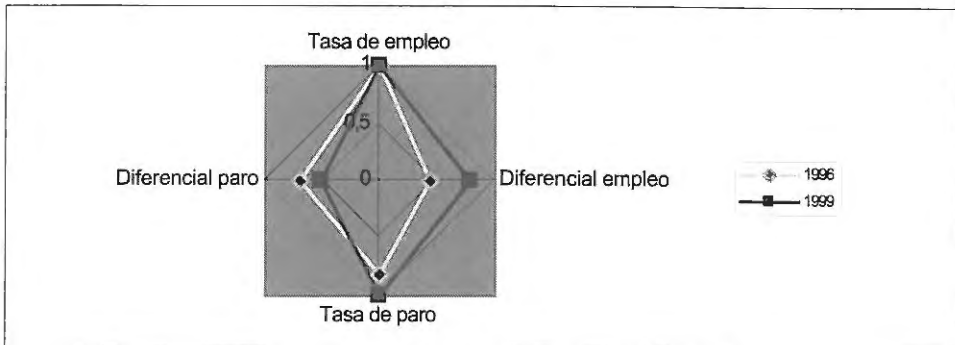 Tasa de empleo
1
0,5
Diferencial paro
0
Diferencial empleo
Tasa de paro
1996
1999